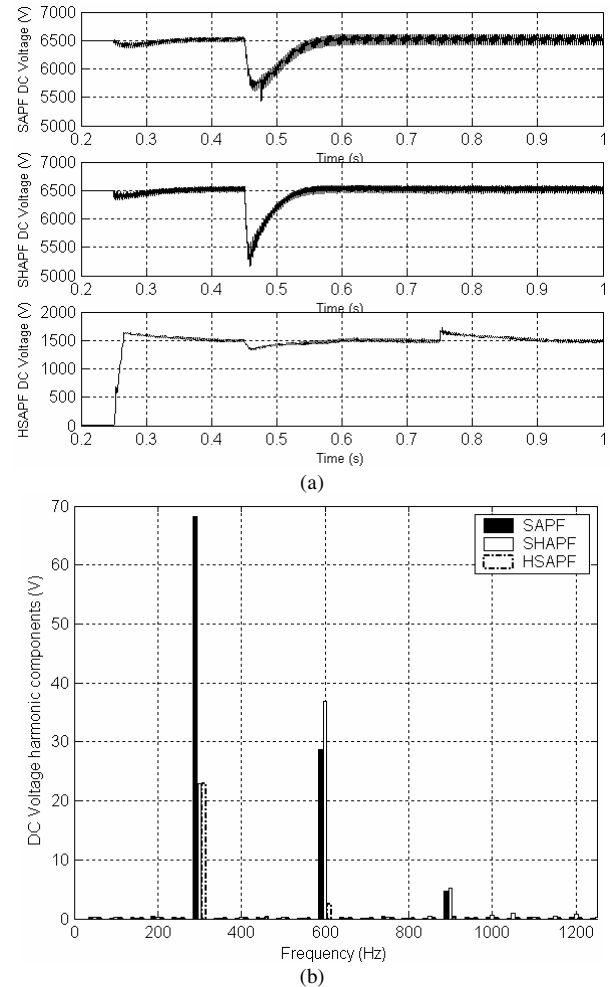 SAPF DC Voltage (V)
7000
6500
6000
5500
5000
0.2 0.3 0.4 0.5 0.6 0.7 0.8 0.9 1
Time (s)
SHAPF DC Voltage (V)
7000
6500
6000
5500
5000
0.2 0.3 0.4 0.5 0.6 0.7 0.8 0.9 1
Time (s)
HSAPF DC Voltage (V)
2000
1500
1000
500
0
0.2 0.3 0.4 0.5 0.6 0.7 0.8 0.9 1
Time (s)
(a)
DC Voltage harmonic components (V)
70
60
50
40
30
20
10
0
SAPF
SHAPF
HSAPF
0 200 400 600 800 1000 1200
Frequency (Hz)
(b)